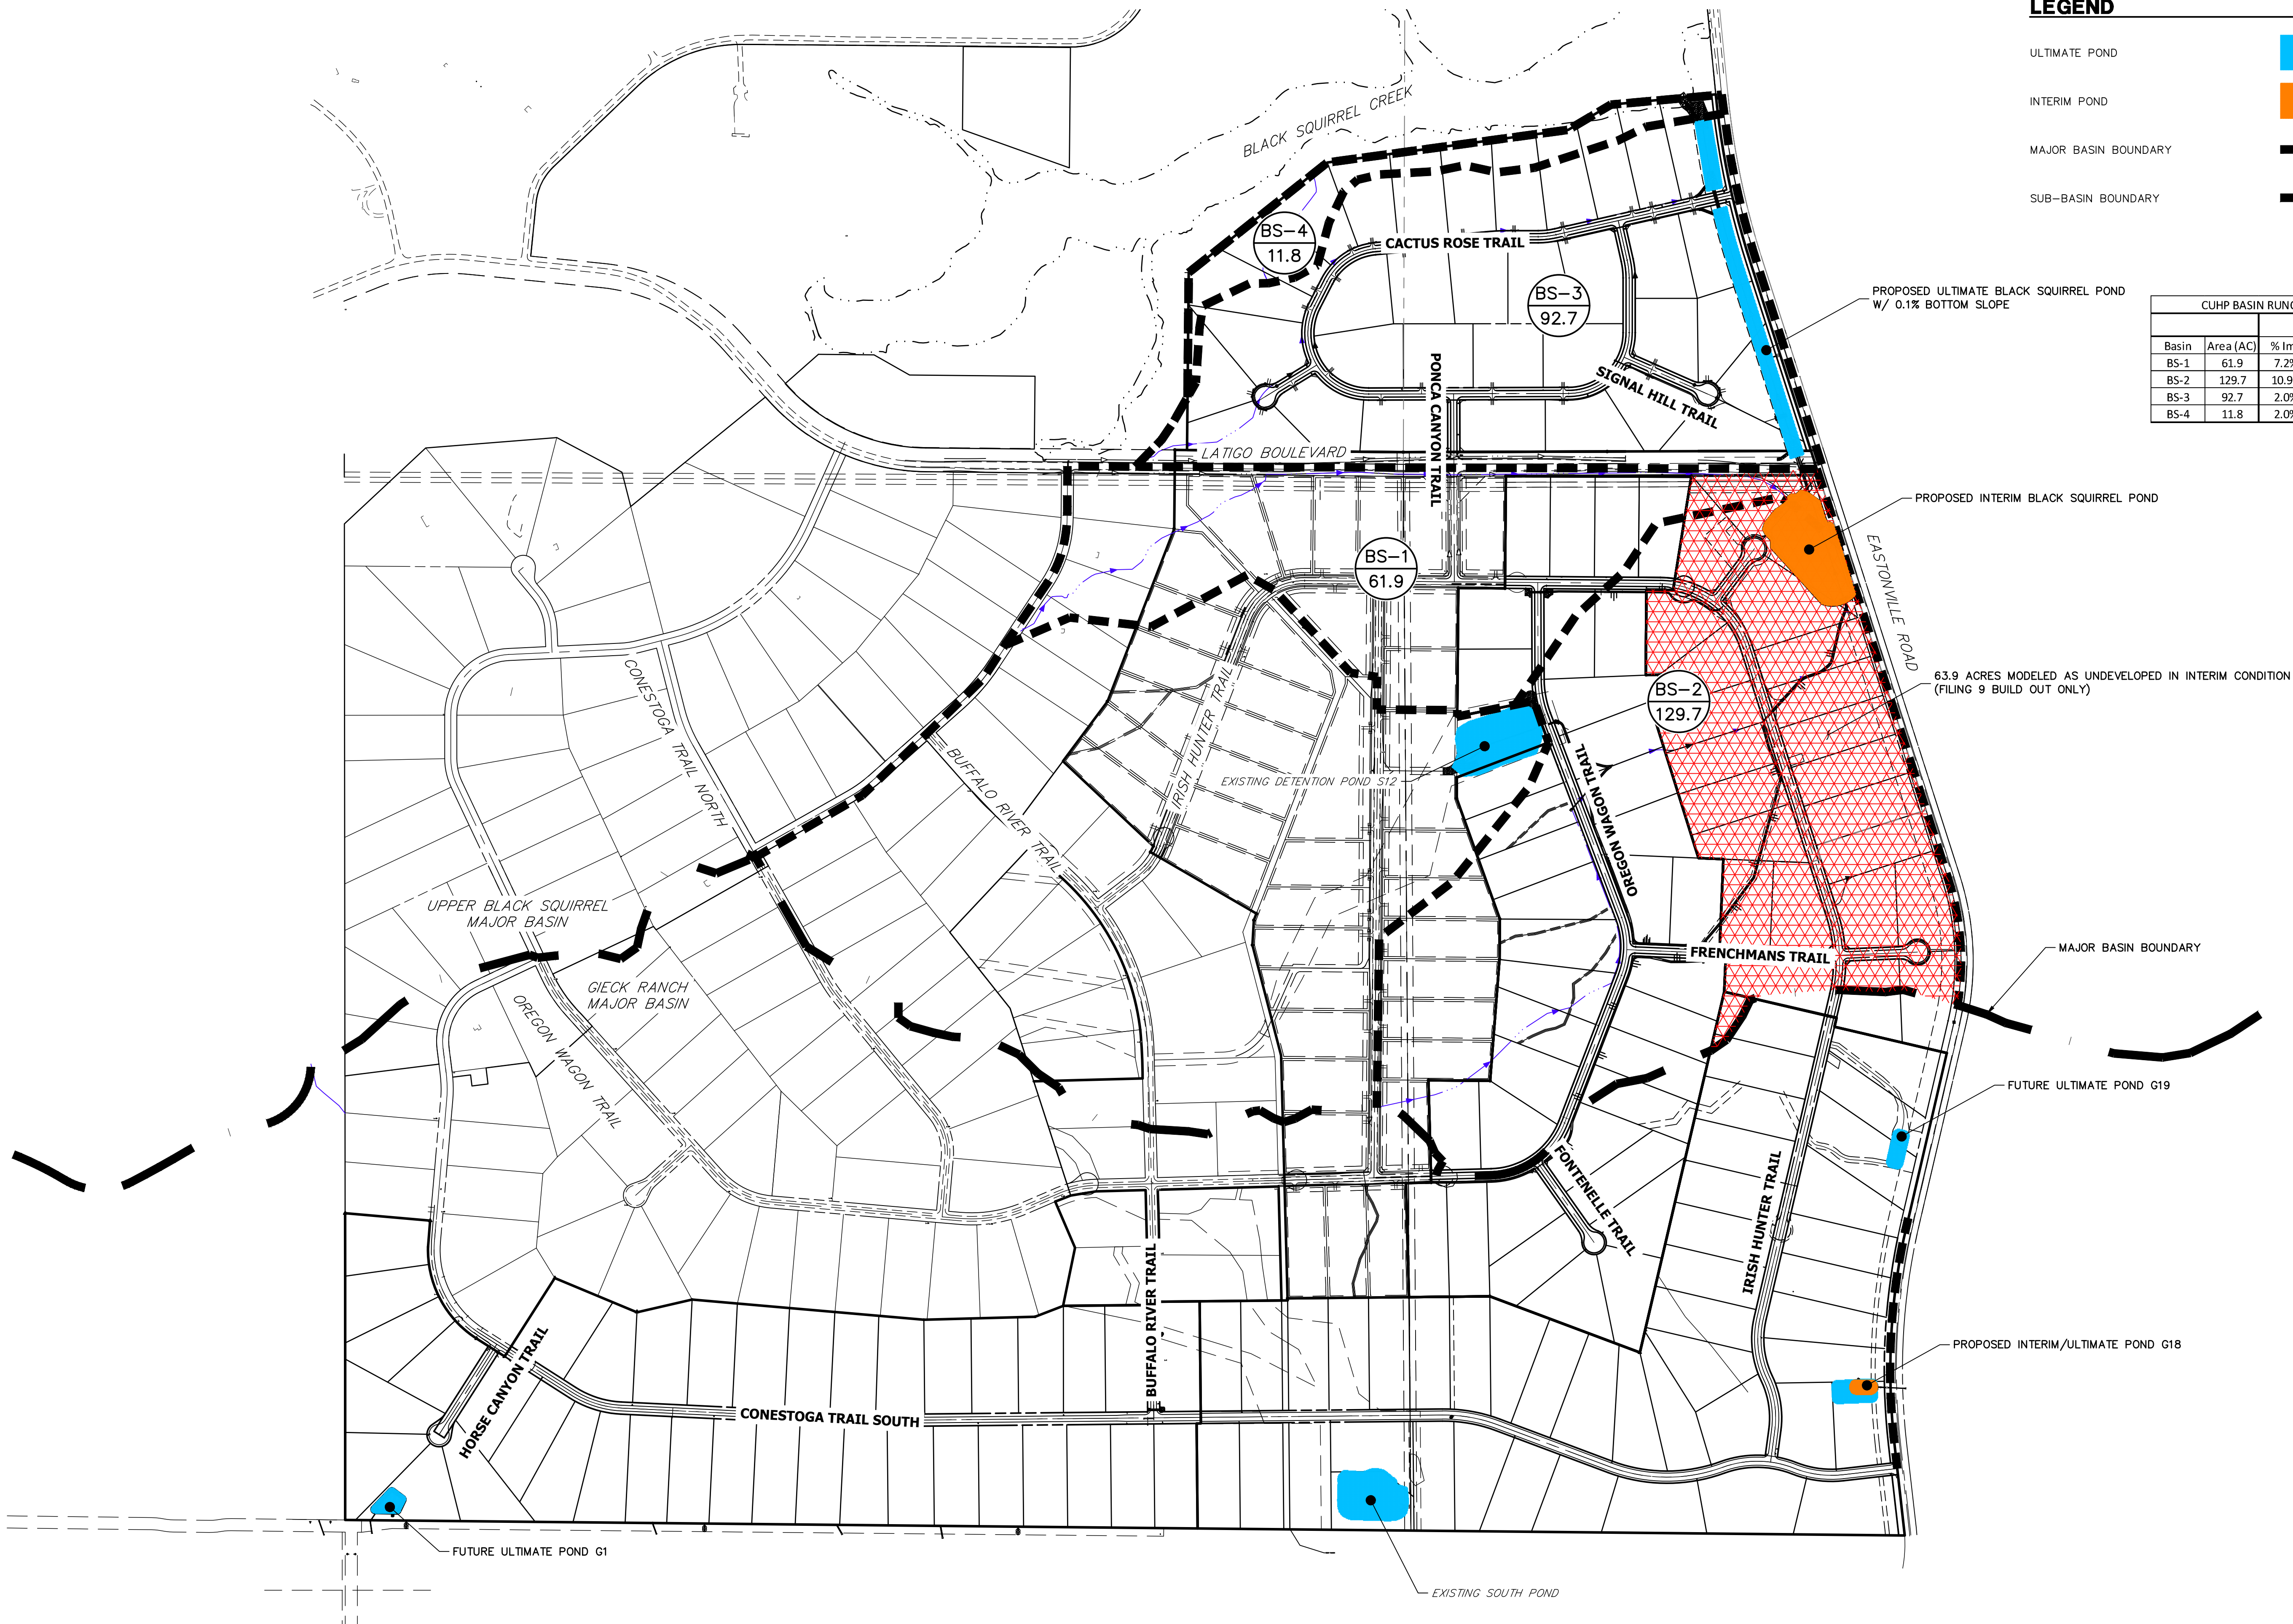 LEGEND
ULTIMATE POND
INTERIM POND
MAJOR BASIN BOUNDARY
SUB-BASIN BOUNDARY
BLACK SQUIRREL CREEK
BS-4
11.8
CACTUS ROSE TRAIL
BS-3
92.7
PROPOSED ULTIMATE BLACK SQUIRREL POND
W/ 0.1% BOTTOM SLOPE
CUHP BASIN
Basin Area (AC)
BS-1 61.9 7.2
BS-2 129.7 10.9
BS-3 92.7 2.0
BS-4 11.8 2.0
PONCA CANYON TRAIL
SIGNAL HILL TRAIL
LATIGO BOULEVARD
PROPOSED INTERIM BLACK SQUIRREL POND
EASTONVILLE ROAD
BS-1
61.9
63.9 ACRES MODELED AS UNDEVELOPED IN INTERIM CONDITION
(FILING 9 BUILD OUT ONLY)
BS-2
129.7
CONESTOGA TRAIL NORTH
BUFFALO RIVER TRAIL
IRISH HUNTER TRAIL
EXISTING DETENTION POND S12
OREGON WAGON TRAIL
UPPER BLACK SQUIRREL
MAJOR BASIN
FRENCHMANS TRAIL
MAJOR BASIN BOUNDARY
GIECK RANCH
MAJOR BASIN
OREGON WAGON TRAIL
FUTURE ULTIMATE POND G19
FONTENELLE TRAIL
IRISH HUNTER TRAIL
BUFFALO RIVER TRAIL
PROPOSED INTERIM/ULTIMATE POND G18
HORSE CANYON TRAIL
CONESTOGA TRAIL SOUTH
FUTURE ULTIMATE POND G1
EXISTING SOUTH POND